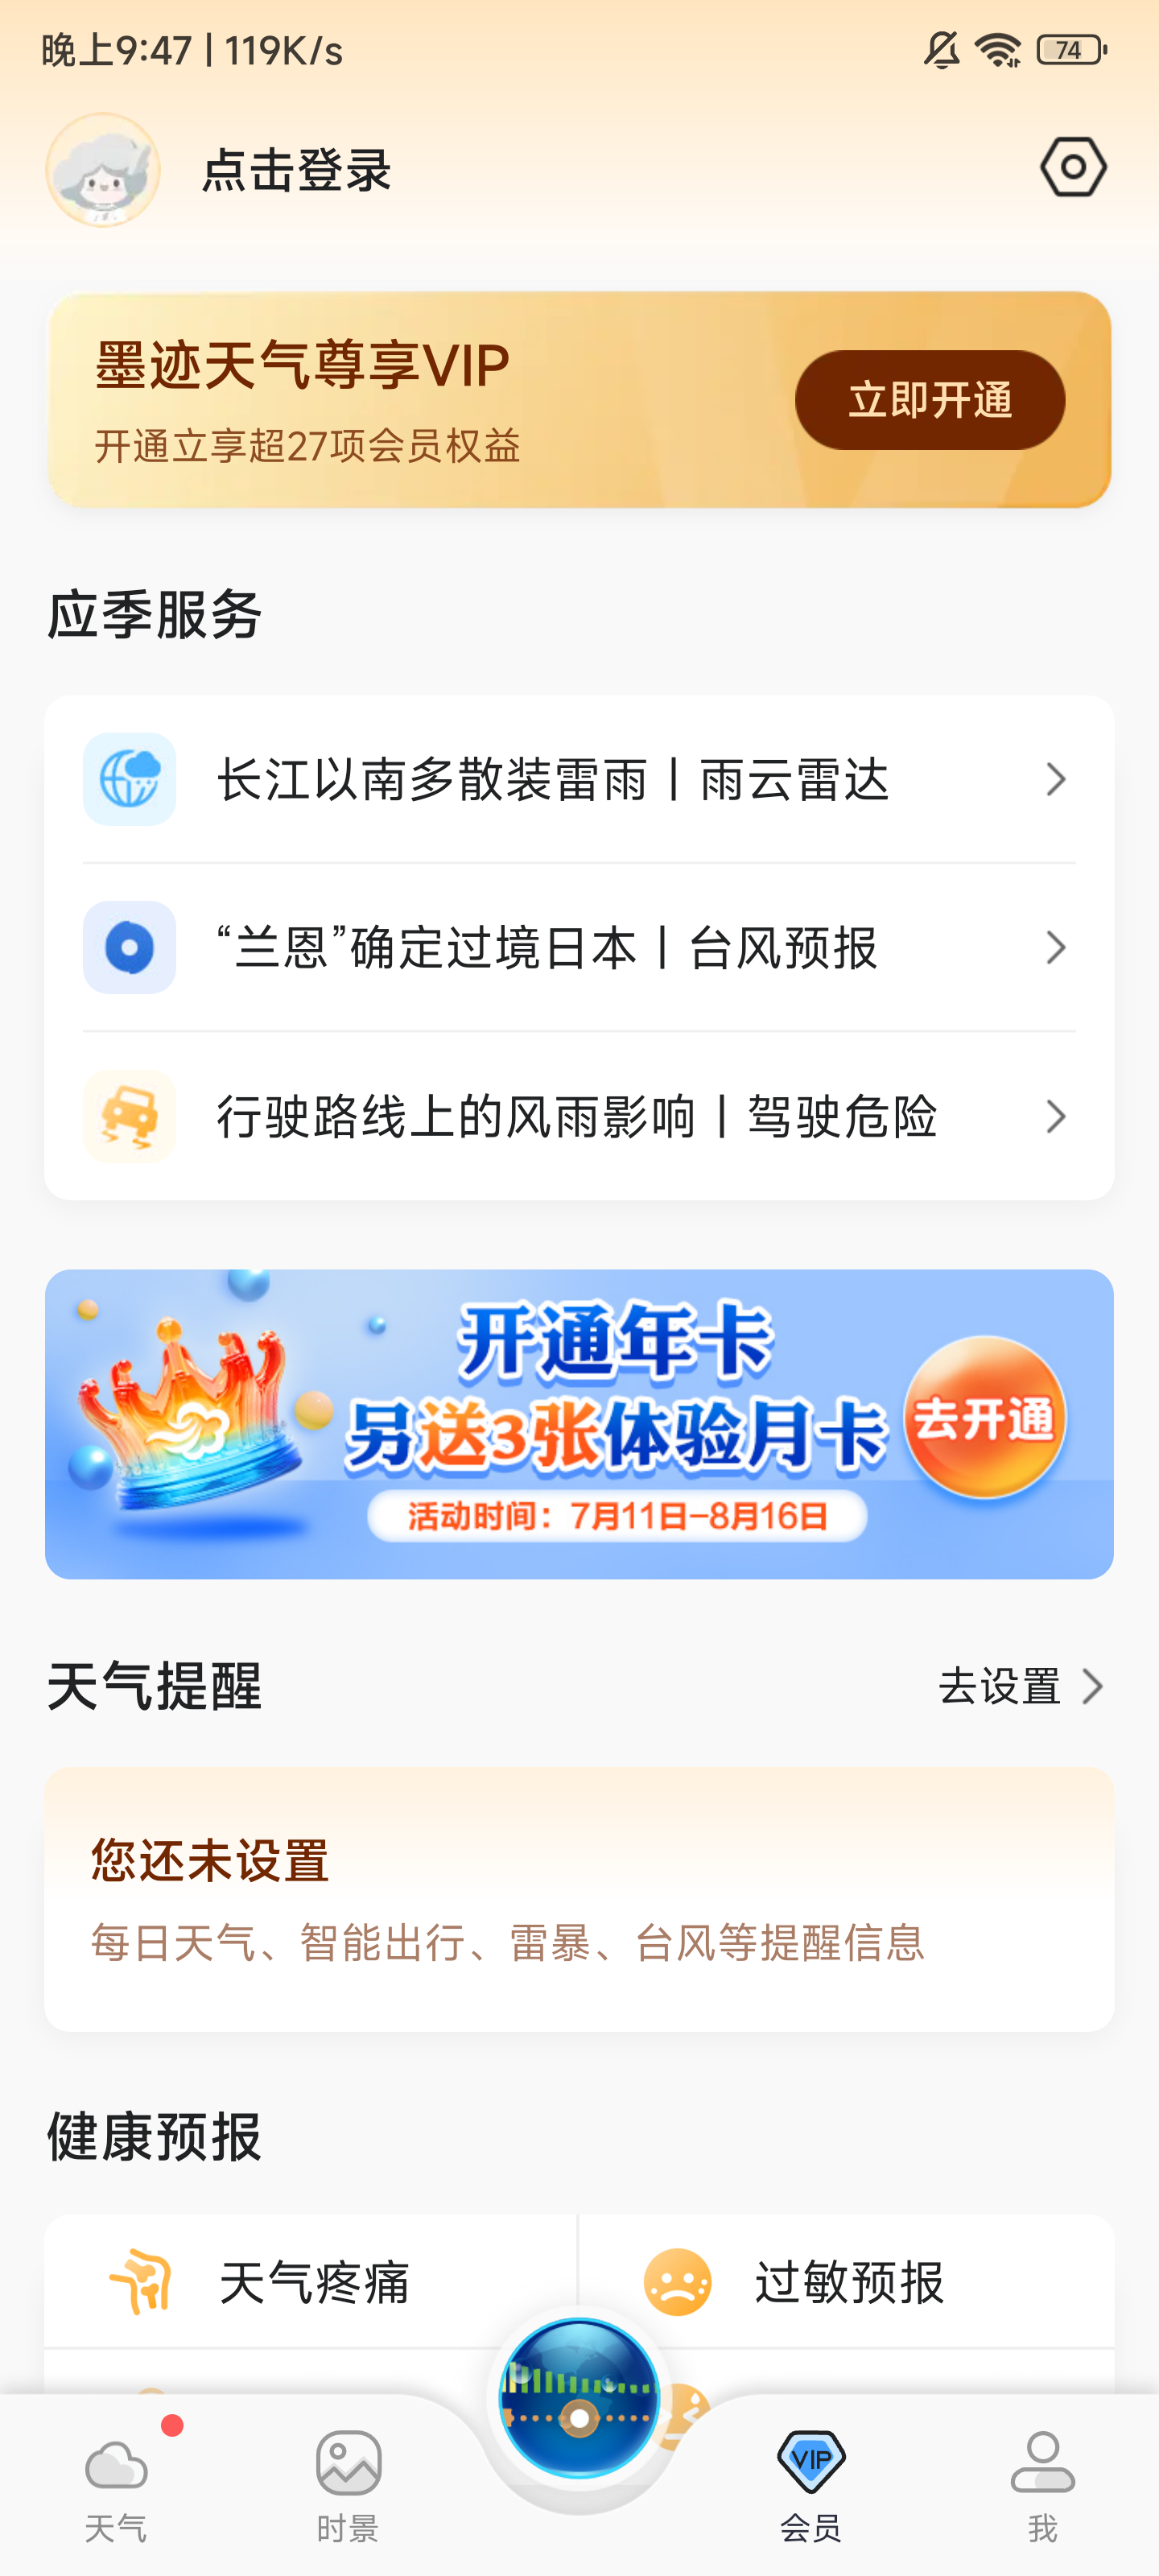 晚上9:47 | 119K/s
74
点击登录
墨迹天气尊享VIP
开通立享超27项会员权益
立即开通
应季服务
长江以南多散装雷雨丨雨云雷达
“兰恩”确定过境日本丨台风预报
行驶路线上的风雨影响丨驾驶危险
开通年卡
另送3张体验月卡
去开通
活动时间：7月11日-8月16日
天气提醒
去设置
您还未设置
每日天气、智能出行、雷暴、台风等提醒信息
健康预报
天气疼痛
过敏预报
天气
时景
VIP
会员
我